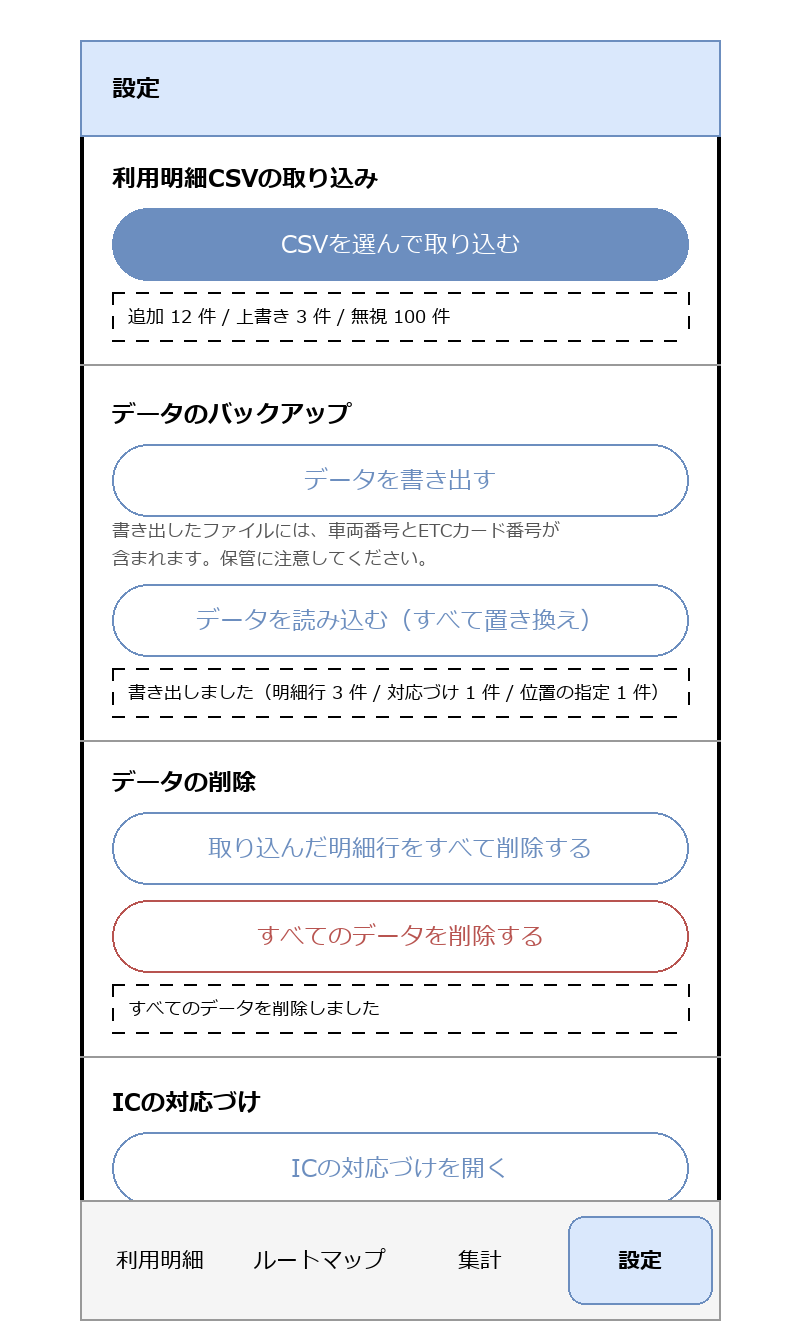 設定
利用明細CSVの取り込み
CSVを選んで取り込む
追加 12 件 / 上書き 3 件 / 無視 100 件
データのバックアップ
データを書き出す
書き出したファイルには、車両番号とETCカード番号が
含まれます。保管に注意してください。
データを読み込む（すべて置き換え）
書き出しました（明細行 3 件 / 対応づけ 1 件 / 位置の指定 1 件）
データの削除
取り込んだ明細行をすべて削除する
すべてのデータを削除する
すべてのデータを削除しました
ICの対応づけ
ICの対応づけを開く
利用明細 ルートマップ 集計 設定